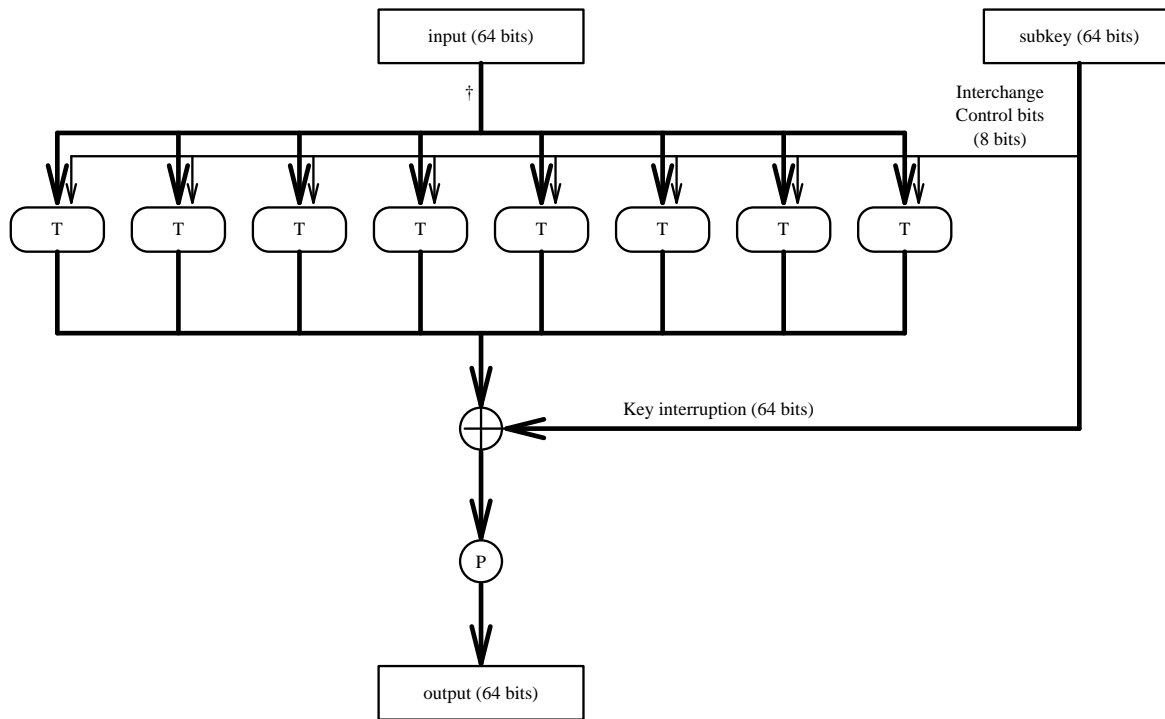 input (64 bits)
subkey (64 bits)
†
Interchange
Control bits
(8 bits)
T
T
T
T
T
T
T
T
Key interruption (64 bits)
P
output (64 bits)